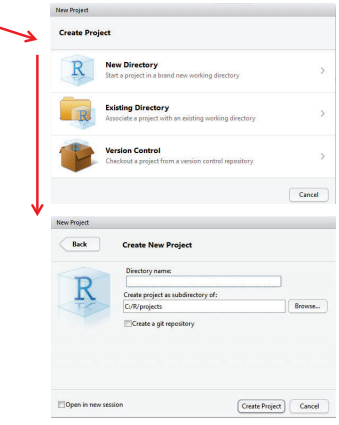 New Project
Create Project
R
New Directory
Start a project in a brand new working directory
R
Existing Directory
Associate a project with an existing working directory
Version Control
Checkout a project from a version control repository
Cancel
New Project
Back
Create New Project
R
Directory name:
Create project as subdirectory of:
C:/R/projects
Browse...
Create a git repository
Open in new session
Create Project
Cancel